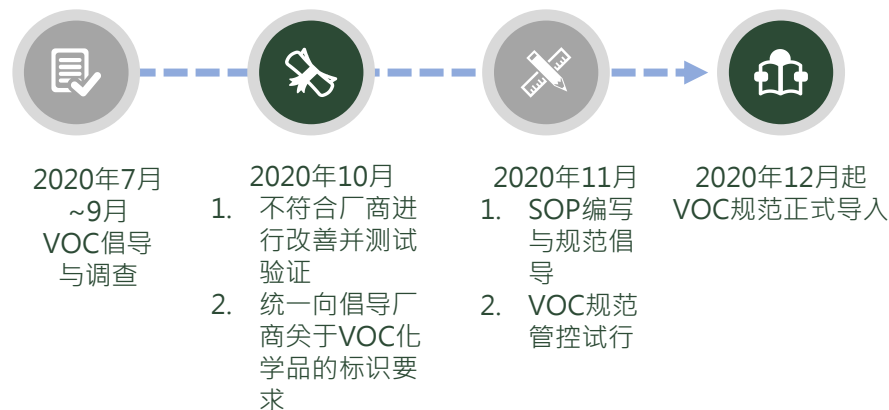 2020年7月
~9月
VOC倡导
与调查
2020年10月
1. 不符合厂商进
行改善并测试
验证
2. 统一向倡导厂
商关于VOC化
学品的标识要
求
2020年11月
1. SOP编写
与规范倡
导
2. VOC规范
管控试行
2020年12月起
VOC规范正式导入